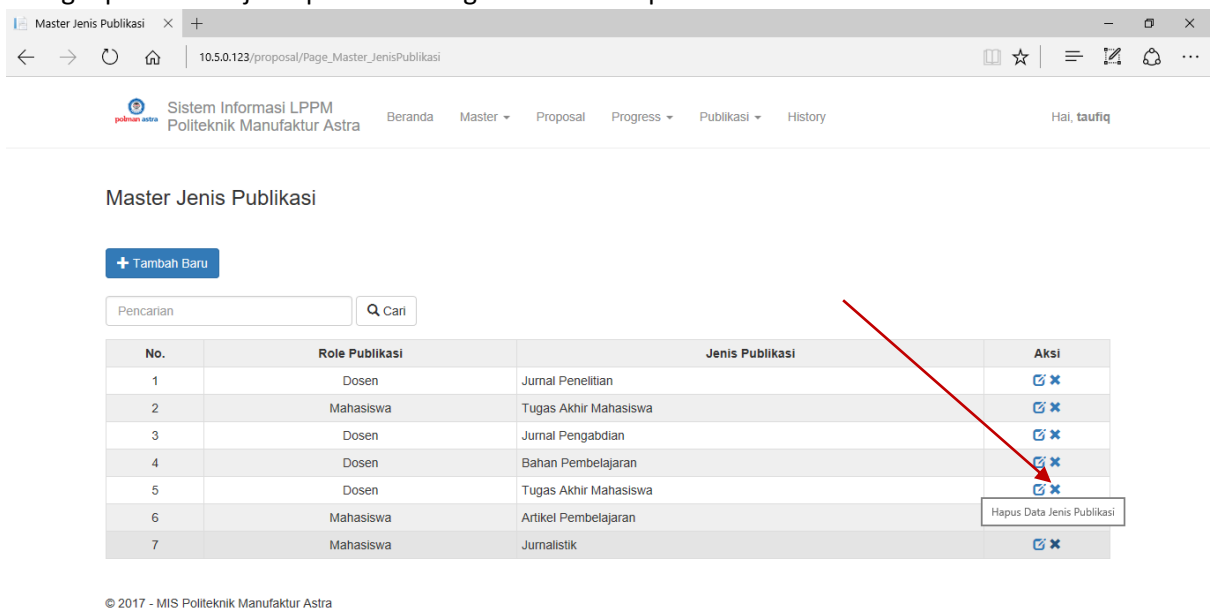 Master Jenis Publikasi
10.5.0.123/proposal/Page_Master_JenisPublikasi
polman astra
Sistem Informasi LPPM
Politeknik Manufaktur Astra
Beranda Master Proposal Progress Publikasi History Hai, taufiq
Master Jenis Publikasi
Tambah Baru
Pencarian Cari
No. Role Publikasi Jenis Publikasi Aksi
1 Dosen Jurnal Penelitian
2 Mahasiswa Tugas Akhir Mahasiswa
3 Dosen Jurnal Pengabdian
4 Dosen Bahan Pembelajaran
5 Dosen Tugas Akhir Mahasiswa
6 Mahasiswa Artikel Pembelajaran
Hapus Data Jenis Publikasi
7 Mahasiswa Jurnalistik
© 2017 - MIS Politeknik Manufaktur Astra